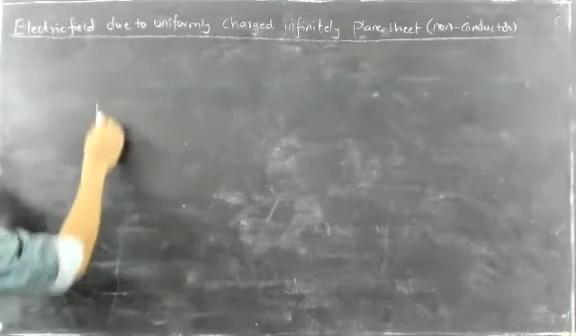 Electric field due to uniformly charged infinitely plane sheet (non-conductor)